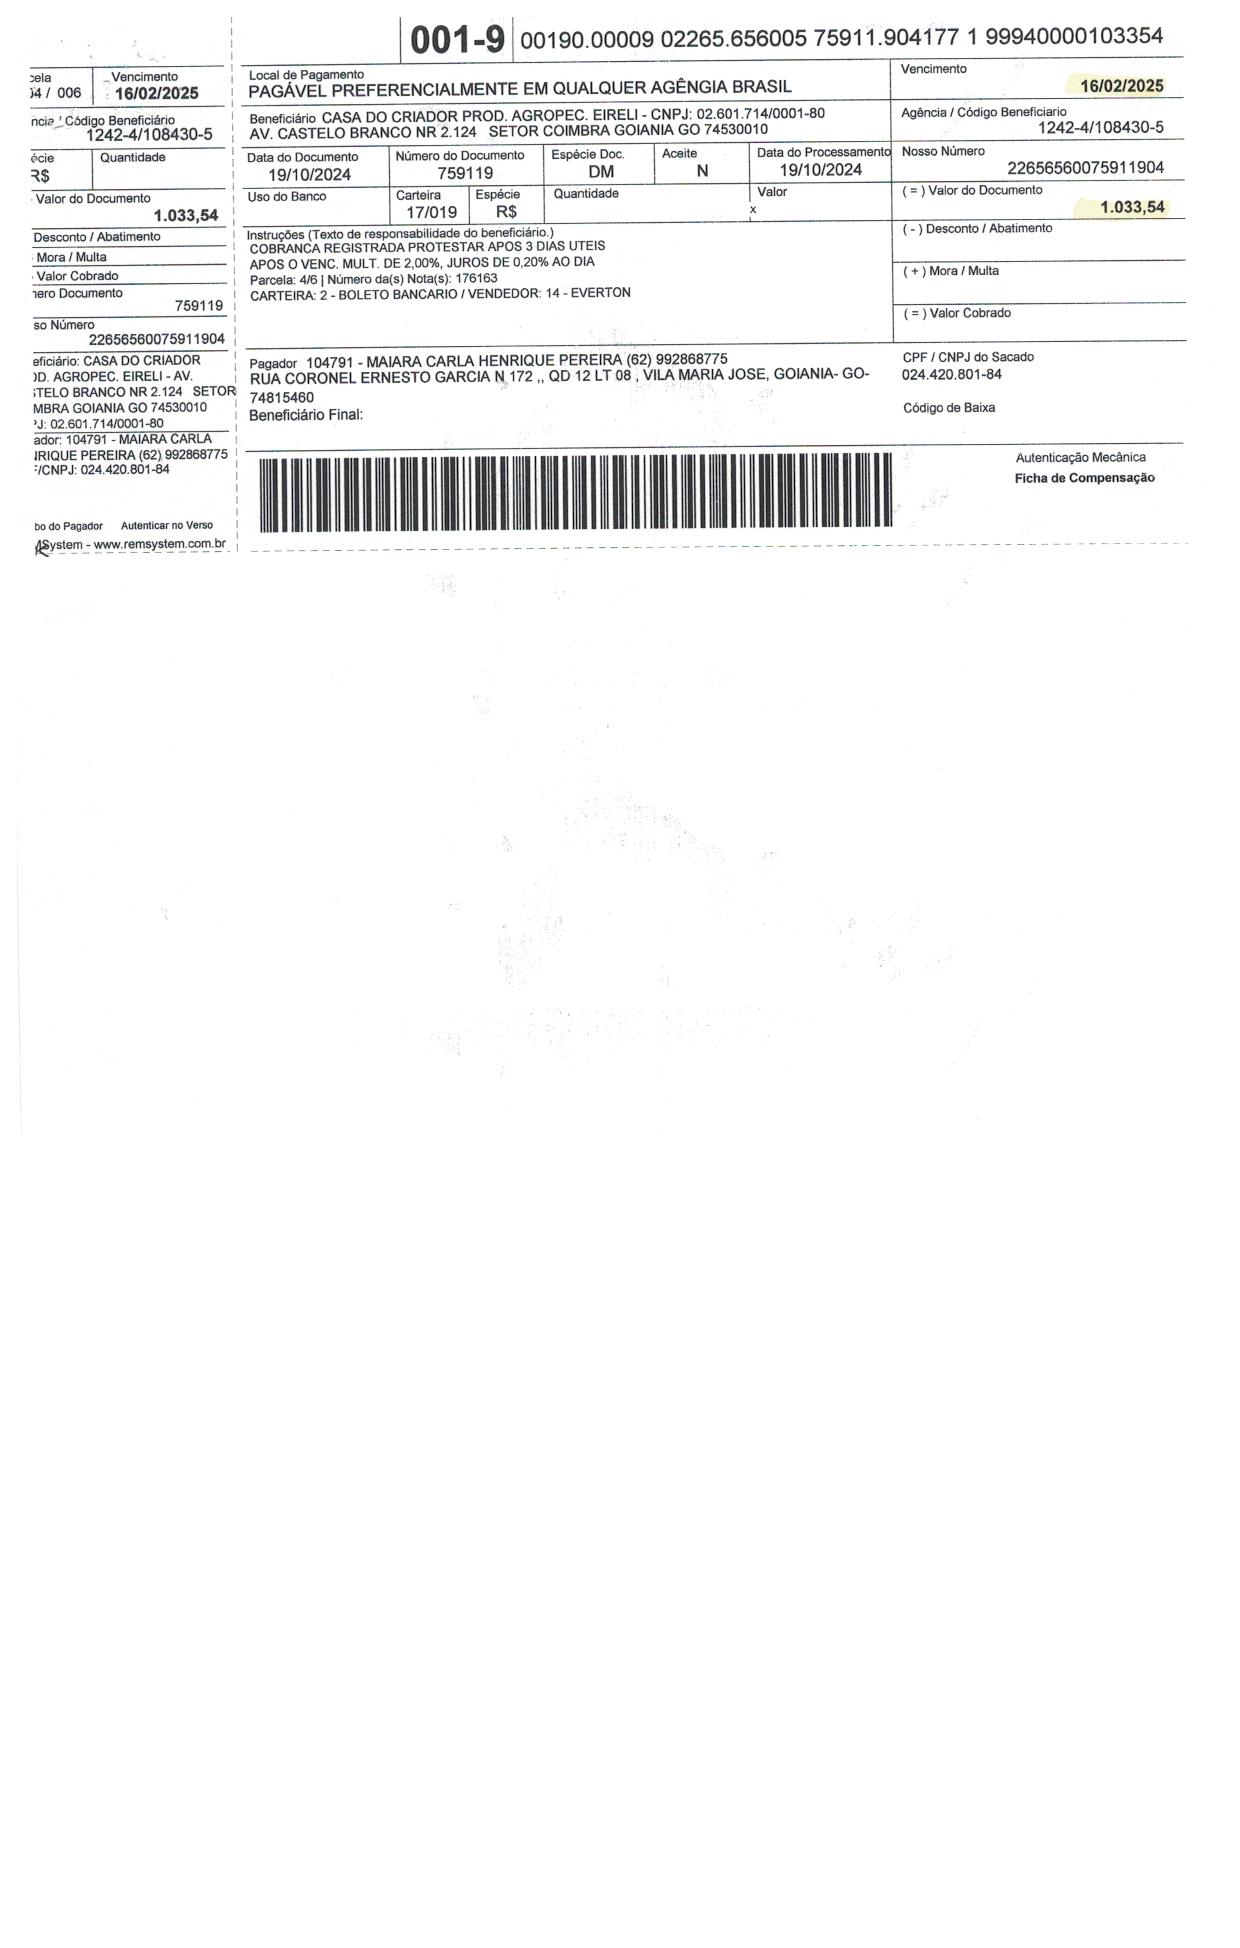 001-9 00190.00009 02265.656005 75911.904177 1 99940000103354
Vencimento
04 / 006 16/02/2025
Código Beneficiário
1242-4/108430-5
Quantidade
R$
Valor do Documento
1.033,54
Desconto / Abatimento
Mora / Multa
Valor Cobrado
mero Documento
759119
so Número
22656560075911904
eficiário: CASA DO CRIADOR
OD. AGROPEC. EIRELI - AV.
STELO BRANCO NR 2.124 SETOR
MBRA GOIANIA GO 74530010
PJ: 02.601.714/0001-80
ador: 104791 - MAIARA CARLA
IRIQUE PEREIRA (62) 992868775
F/CNPJ: 024.420.801-84
bo do Pagador Autenticar no Verso
System - www.remsystem.com.br
Local de Pagamento
PAGÁVEL PREFERENCIALMENTE EM QUALQUER AGÊNGIA BRASIL
Vencimento
16/02/2025
Beneficiário CASA DO CRIADOR PROD. AGROPEC. EIRELI - CNPJ: 02.601.714/0001-80
AV. CASTELO BRANCO NR 2.124 SETOR COIMBRA GOIANIA GO 74530010
Agência / Código Beneficiario
1242-4/108430-5
Data do Documento Número do Documento Espécie Doc. Aceite Data do Processamento Nosso Número
19/10/2024 759119 DM N 19/10/2024 22656560075911904
Uso do Banco Carteira Espécie Quantidade Valor ( = ) Valor do Documento
17/019 R$ x 1.033,54
Instruções (Texto de responsabilidade do beneficiário.)
COBRANCA REGISTRADA PROTESTAR APOS 3 DIAS UTEIS
APOS O VENC. MULT. DE 2,00%, JUROS DE 0,20% AO DIA
Parcela: 4/6 | Número da(s) Nota(s): 176163
CARTEIRA: 2 - BOLETO BANCARIO / VENDEDOR: 14 - EVERTON
( - ) Desconto / Abatimento
( + ) Mora / Multa
( = ) Valor Cobrado
Pagador 104791 - MAIARA CARLA HENRIQUE PEREIRA (62) 992868775
RUA CORONEL ERNESTO GARCIA N 172 ,, QD 12 LT 08 , VILA MARIA JOSE, GOIANIA- GO-
74815460
Beneficiário Final:
CPF / CNPJ do Sacado
024.420.801-84
Código de Baixa
Autenticação Mecânica
Ficha de Compensação